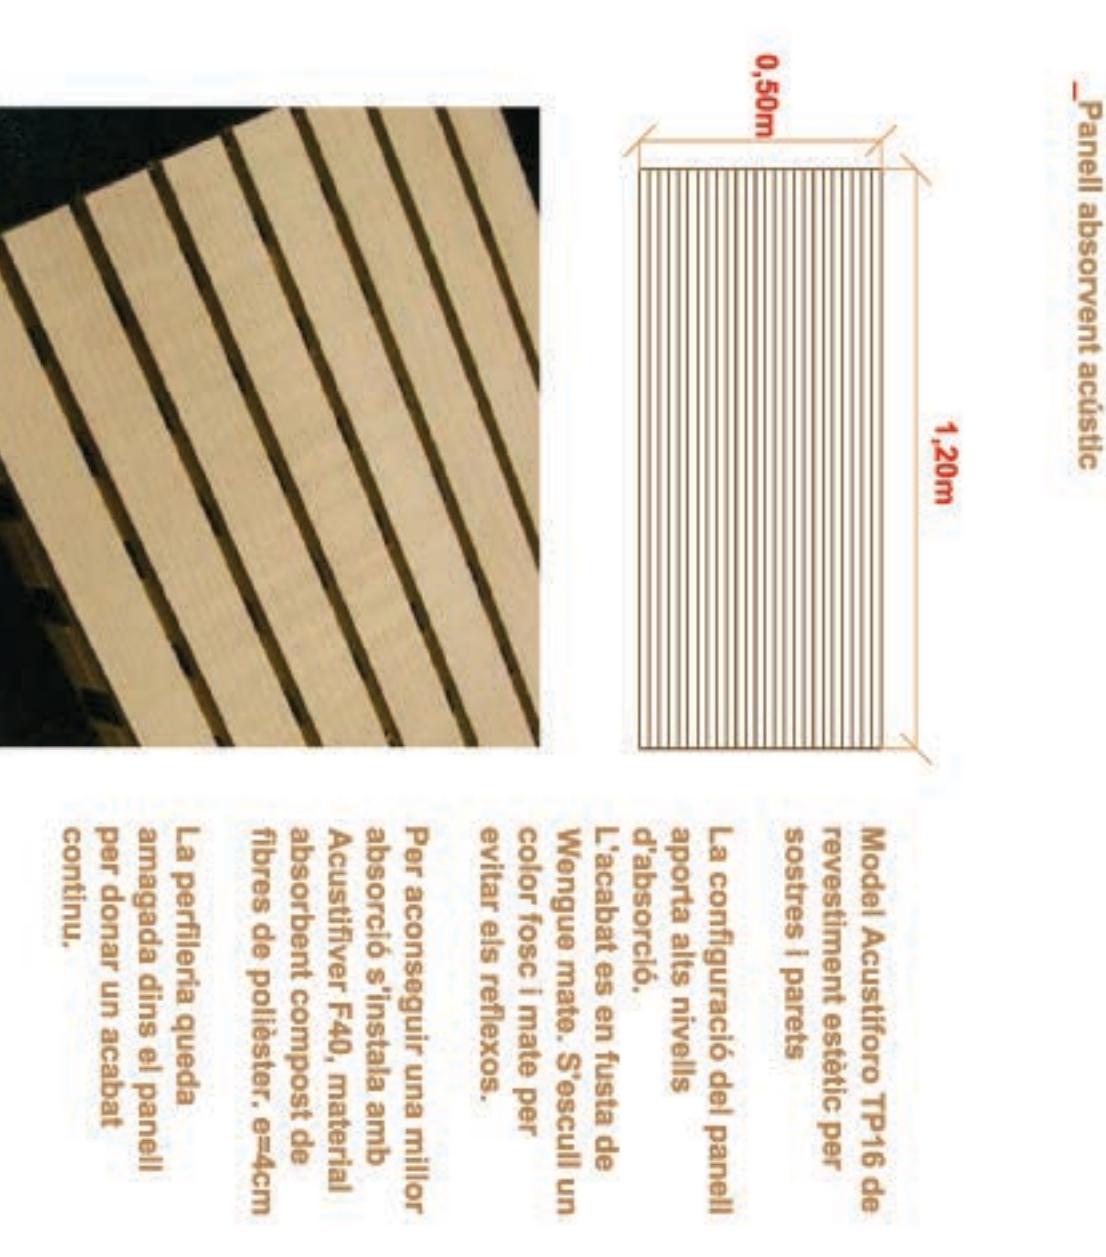 _Panell absorvent acústic
1,20m
0,50m
Model Acustíforo TP16 de
revestiment estètic per
sostres i parets
La configuració del panell
aporta alts nivells
d'absorció.
L'acabat es en fusta de
Wengue mate. S'escull un
color fosc i mate per
evitar els reflexos.
Per aconseguir una millor
absorció s'instala amb
Acustifiver F40, material
absorbent compost de
fibres de polièster. e=4cm
La perfileria queda
amagada dins el panell
per donar un acabat
continu.